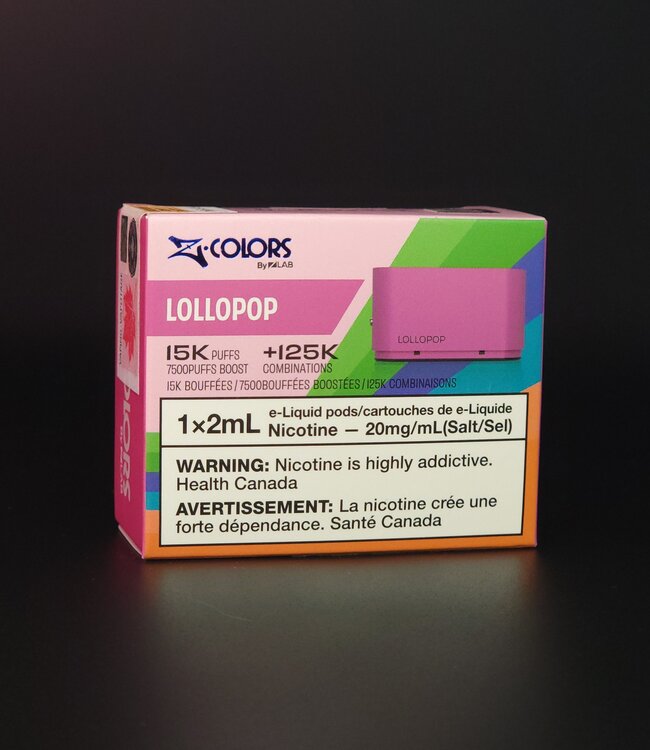 Z·COLORS
By ZLAB
LOLLOPOP
LOLLOPOP
15K PUFFS +125K
7500PUFFS BOOST COMBINATIONS
15K BOUFFÉES / 7500BOUFFÉES BOOSTÉES / 125K COMBINAISONS
1×2mL
e-Liquid pods/cartouches de e-Liquide
Nicotine — 20mg/mL(Salt/Sel)
WARNING: Nicotine is highly addictive.
Health Canada
AVERTISSEMENT: La nicotine crée une
forte dépendance. Santé Canada